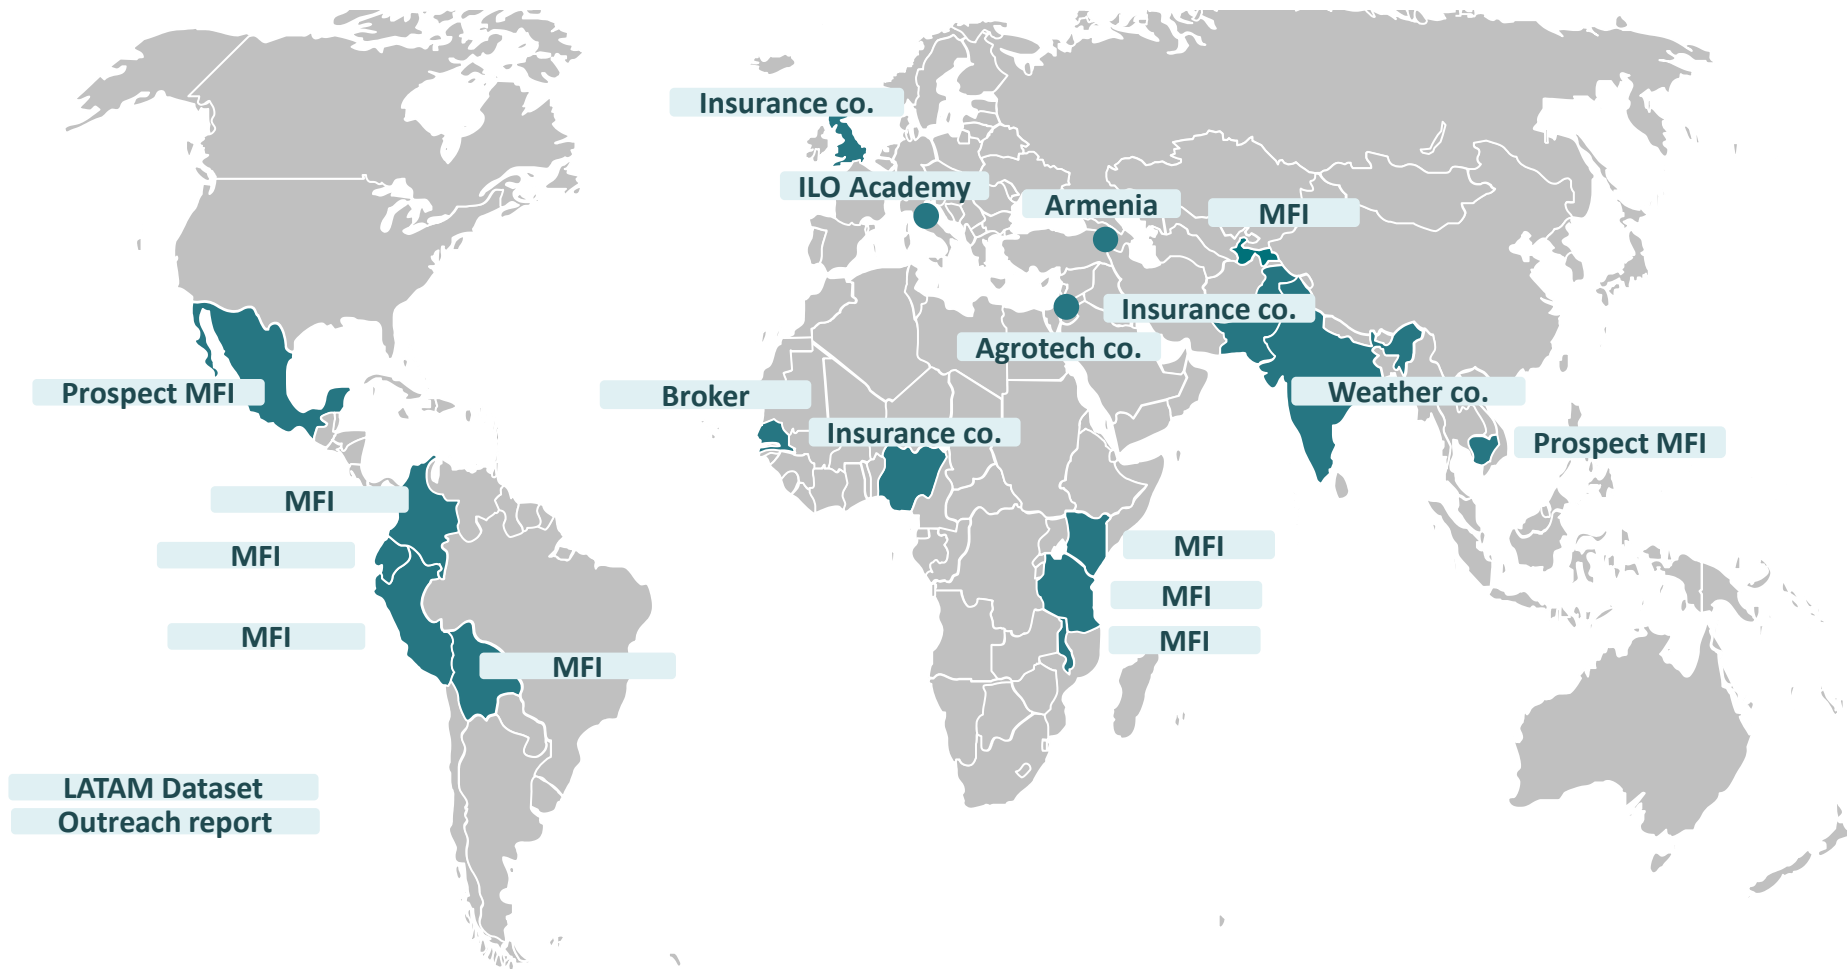 Insurance co.
ILO Academy
Armenia
MFI
Insurance co.
Agrotech co.
Prospect MFI
Broker
Weather co.
Insurance co.
Prospect MFI
MFI
MFI
MFI
MFI
MFI
MFI
MFI
LATAM Dataset
Outreach report